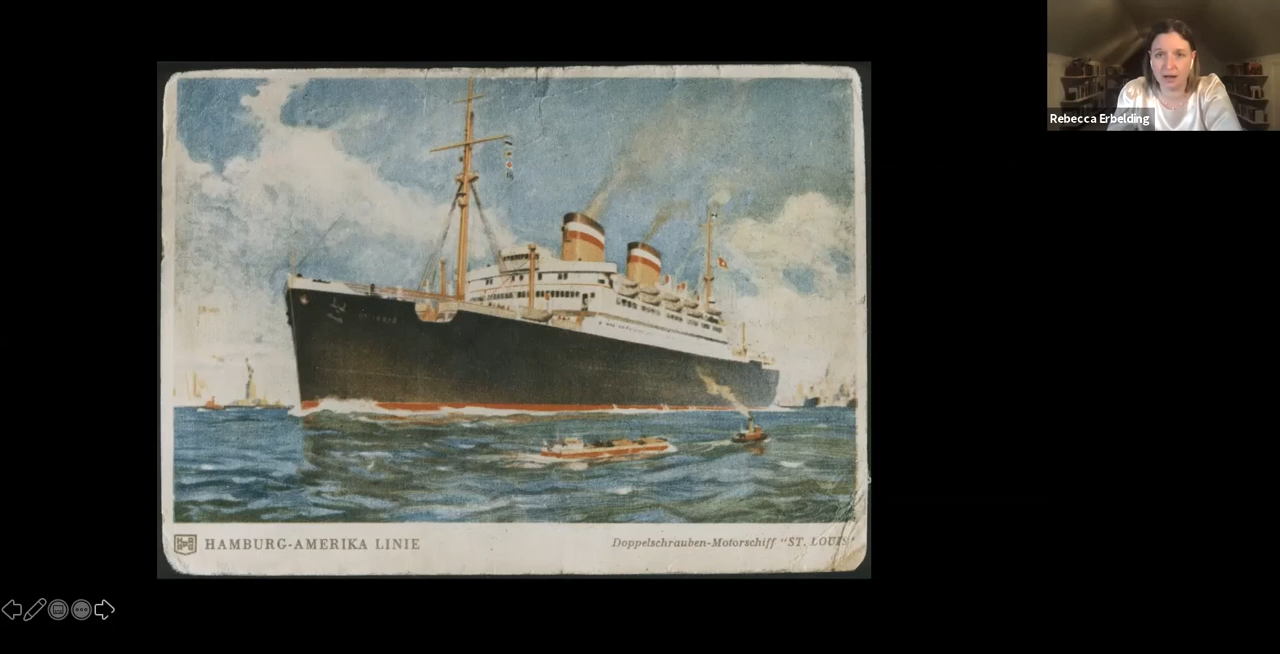 Rebecca Erbelding
HAMBURG-AMERIKA LINIE
Doppelschrauben-Motorschiff "ST. LOUIS"